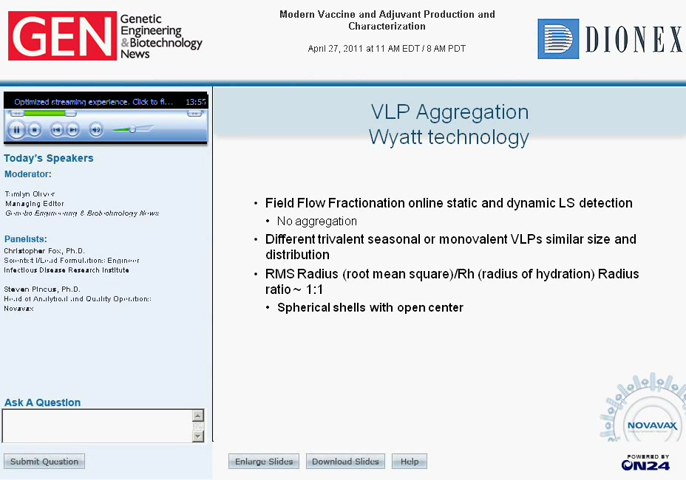 GEN Genetic
Engineering
& Biotechnology
News
Modern Vaccine and Adjuvant Production and
Characterization
April 27, 2011 at 11 AM EDT / 8 AM PDT
DIONEX
Optimized streaming experience. Click to fl... 13:5
Today's Speakers
Moderator:
Tamlyn Oliver
Managing Editor
Genetic Engineering & Biotechnology News
Panelists:
Christopher Fox, Ph.D.
Scientist I/Lead Formulations Engineer
Infectious Disease Research Institute
Steven Pincus, Ph.D.
Head of Analytical and Quality Operations
Novavax
Ask A Question
Submit Question
VLP Aggregation
Wyatt technology
• Field Flow Fractionation online static and dynamic LS detection
• No aggregation
• Different trivalent seasonal or monovalent VLPs similar size and
distribution
• RMS Radius (root mean square)/Rh (radius of hydration) Radius
ratio ~ 1:1
• Spherical shells with open center
NOVAVAX
Enlarge Slides
Download Slides
Help
POWERED BY
ON24